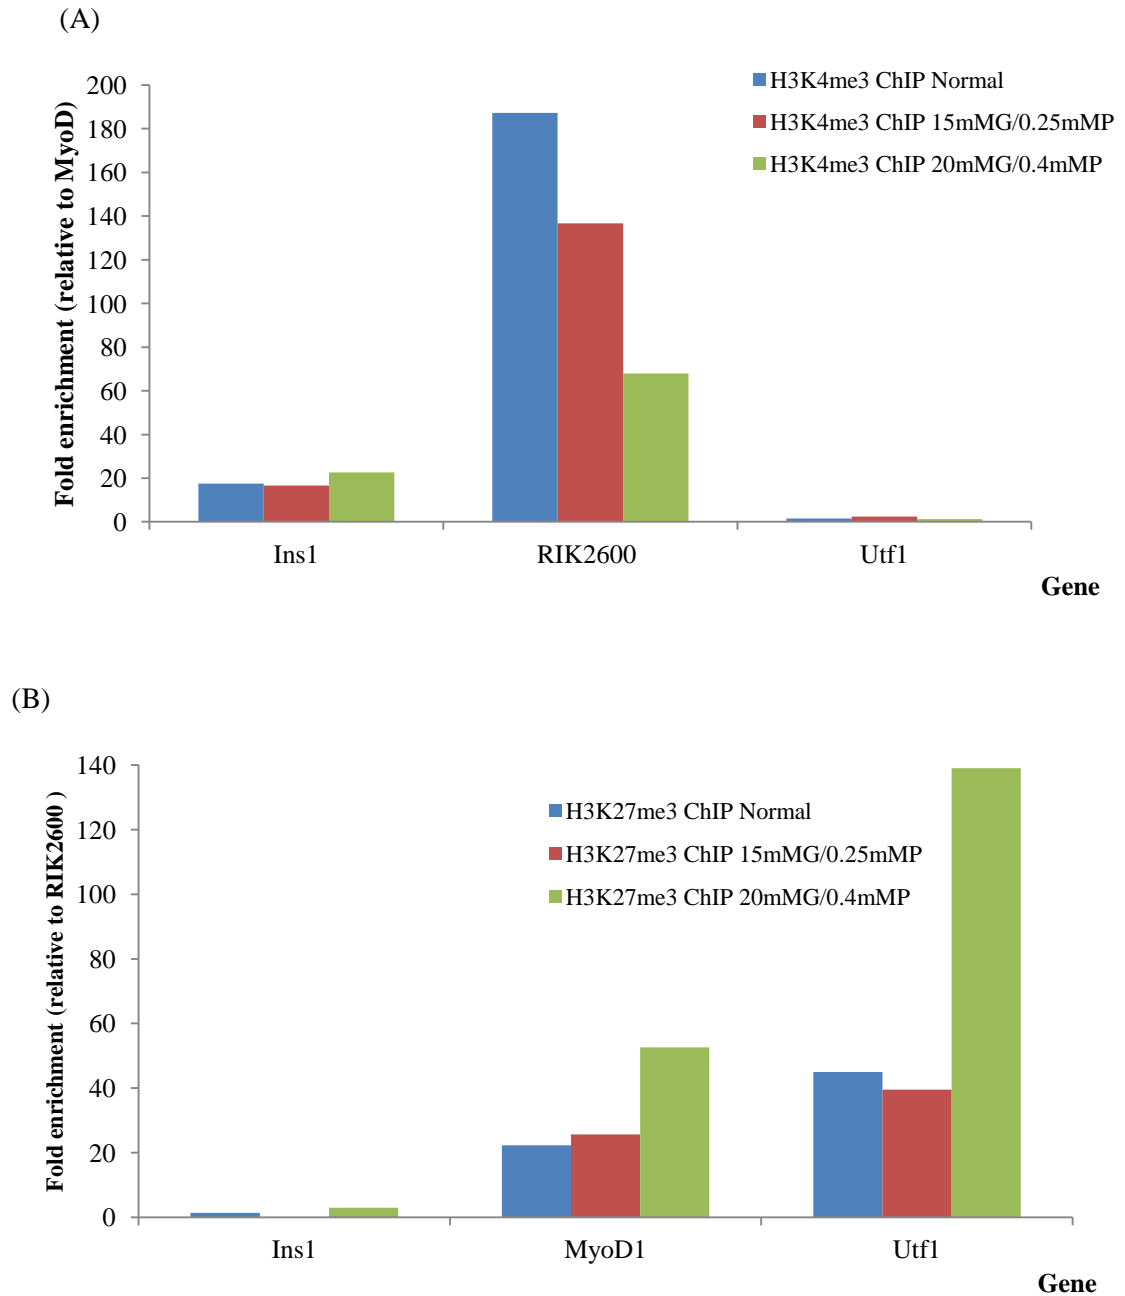 (A)
Fold enrichment (relative to MyoD)
200
180
160
140
120
100
80
60
40
20
0
H3K4me3 ChIP Normal
H3K4me3 ChIP 15mMG/0.25mMP
H3K4me3 ChIP 20mMG/0.4mMP
Ins1
RIK2600
Utf1
Gene
(B)
Fold enrichment (relative to RIK2600 )
140
120
100
80
60
40
20
0
H3K27me3 ChIP Normal
H3K27me3 ChIP 15mMG/0.25mMP
H3K27me3 ChIP 20mMG/0.4mMP
Ins1
MyoD1
Utf1
Gene